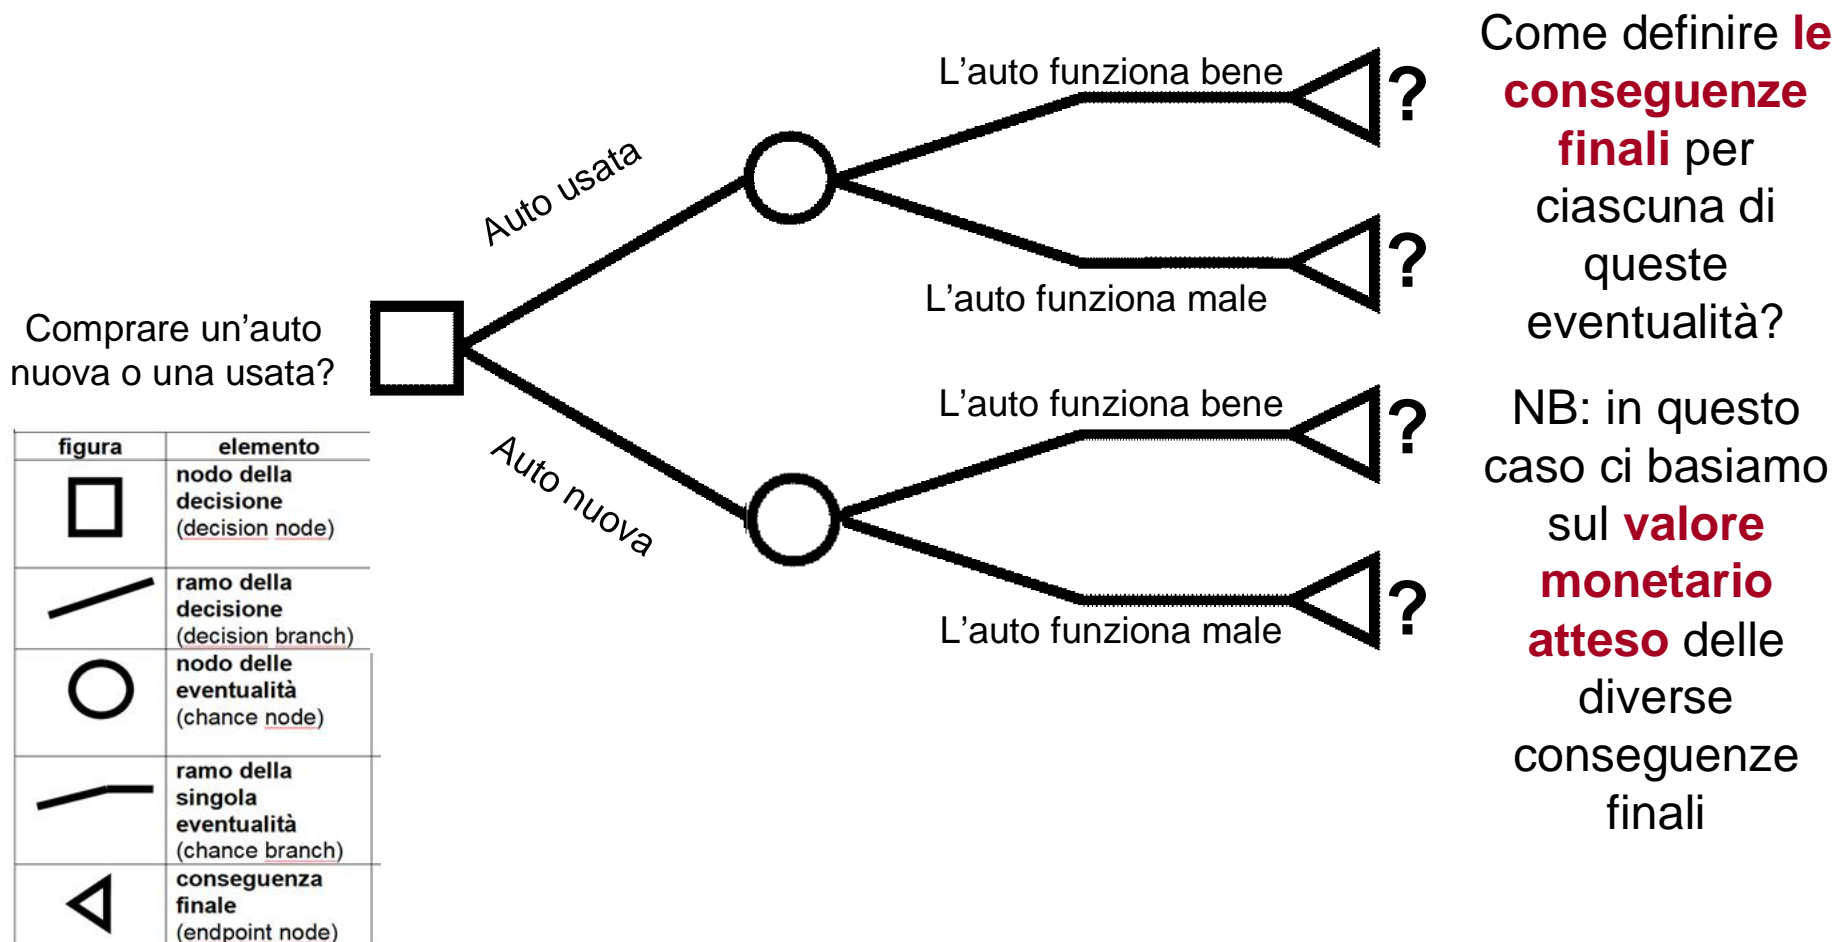 Come definire le
conseguenze
finali per
ciascuna di
queste
eventualità?
NB: in questo
caso ci basiamo
sul valore
monetario
atteso delle
diverse
conseguenze
finali
L'auto funziona bene
?
Auto usata
L'auto funziona male
?
Comprare un'auto
nuova o una usata?
L'auto funziona bene
?
Auto nuova
L'auto funziona male
?
figura elemento
nodo della
decisione
(decision node)
ramo della
decisione
(decision branch)
nodo delle
eventualità
(chance node)
ramo della
singola
eventualità
(chance branch)
conseguenza
finale
(endpoint node)